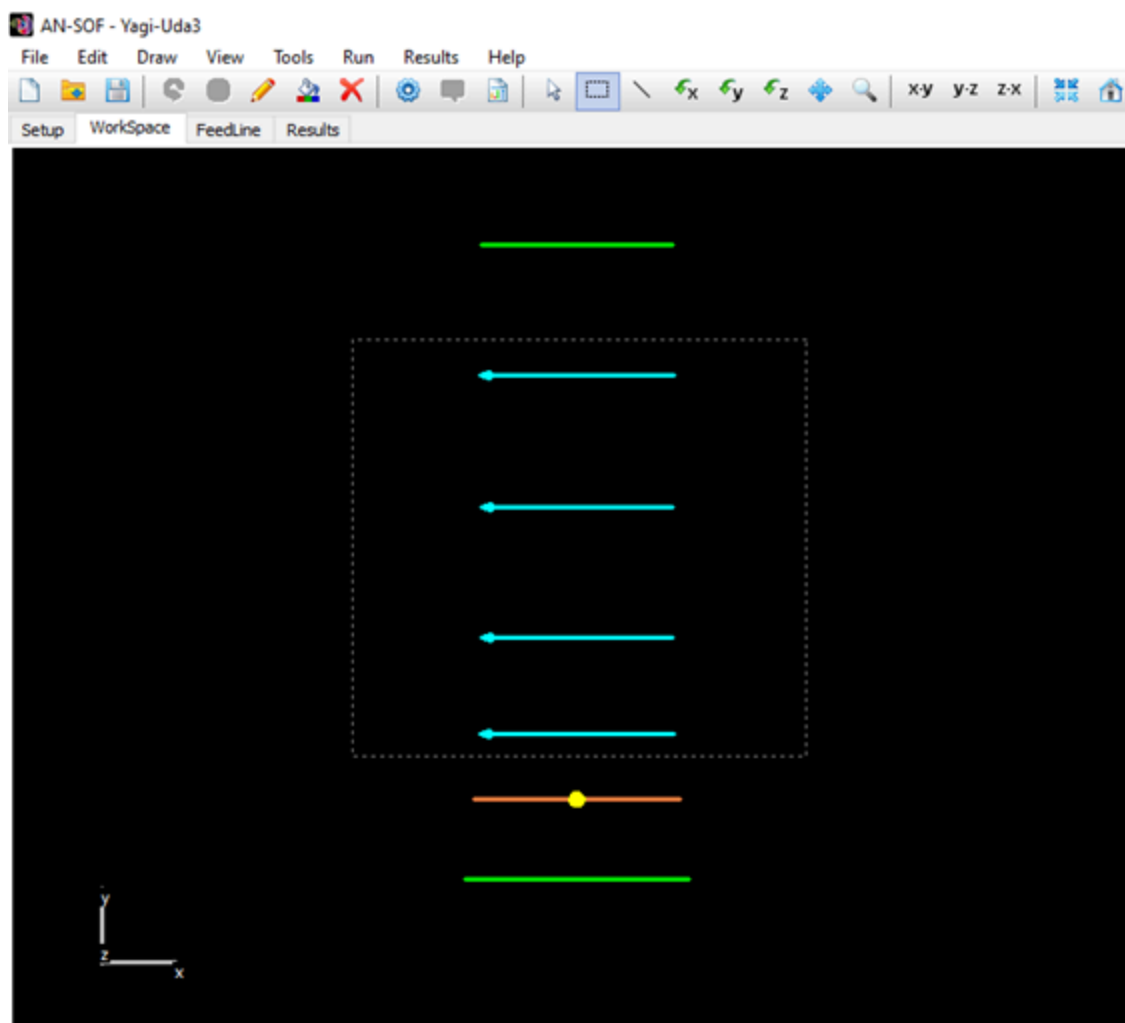 AN-SOF - Yagi-Uda3
File Edit Draw View Tools Run Results Help
x y z x-y y-z z-x
Setup WorkSpace FeedLine Results
y
z
x